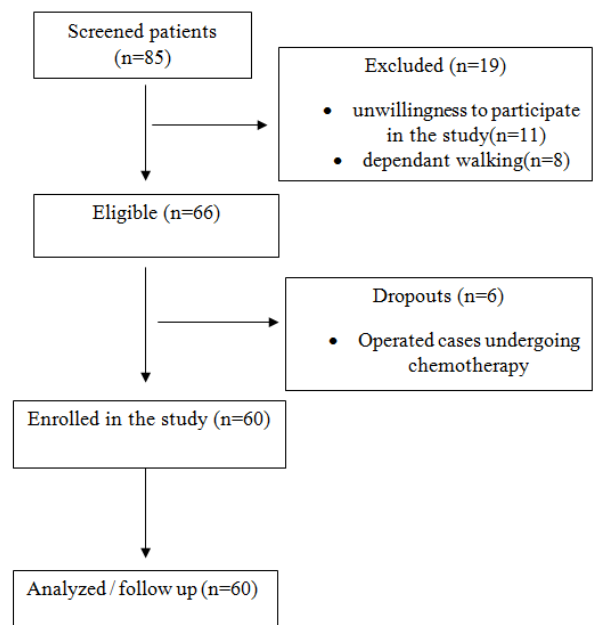 Screened patients
(n=85)
Excluded (n=19)
• unwillingness to participate
in the study(n=11)
• dependant walking(n=8)
Eligible (n=66)
Dropouts (n=6)
• Operated cases undergoing
chemotherapy
Enrolled in the study (n=60)
Analyzed / follow up (n=60)